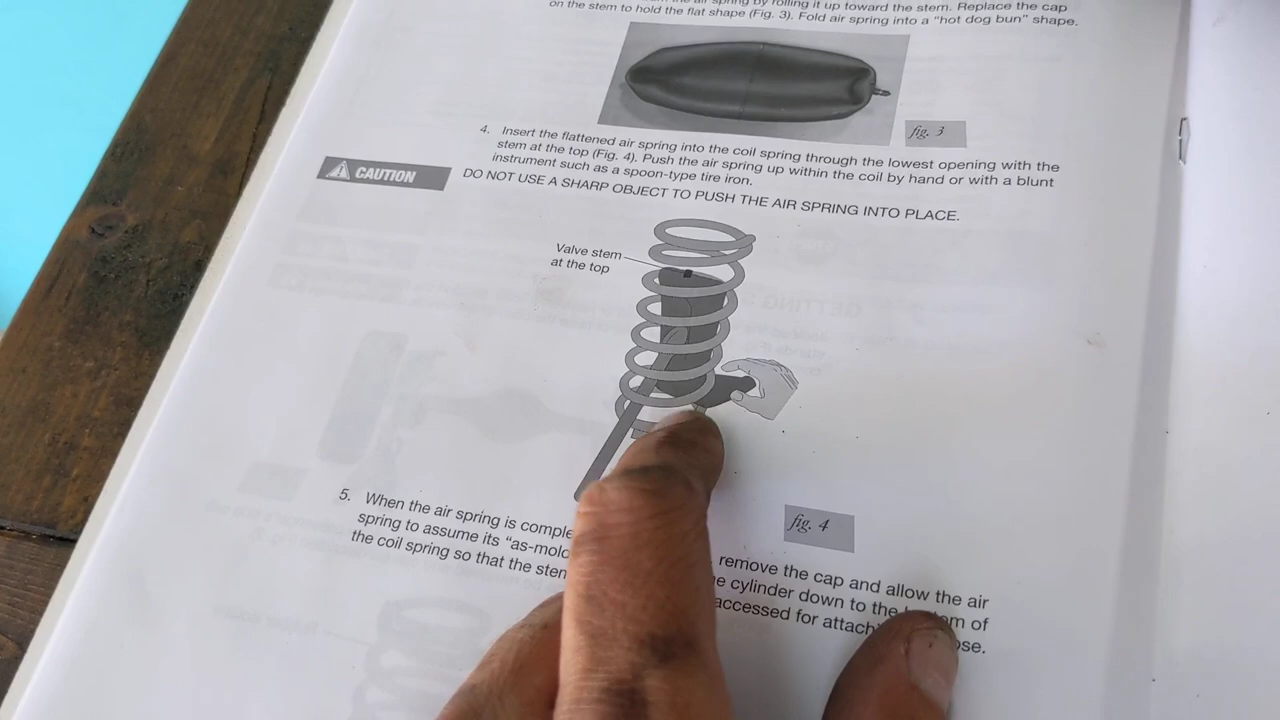 the air spring by rolling it up toward the stem. Replace the cap
on the stem to hold the flat shape (Fig. 3). Fold air spring into a “hot dog bun” shape.
fig. 3
4. Insert the flattened air spring into the coil spring through the lowest opening with the
stem at the top (Fig. 4). Push the air spring up within the coil by hand or with a blunt
instrument such as a spoon-type tire iron.
CAUTION
DO NOT USE A SHARP OBJECT TO PUSH THE AIR SPRING INTO PLACE.
Valve stem
at the top
fig. 4
5. When the air spring is comple remove the cap and allow the air
spring to assume its “as-mol cylinder down to the of
the coil spring so that the ste accessed for attach ose.